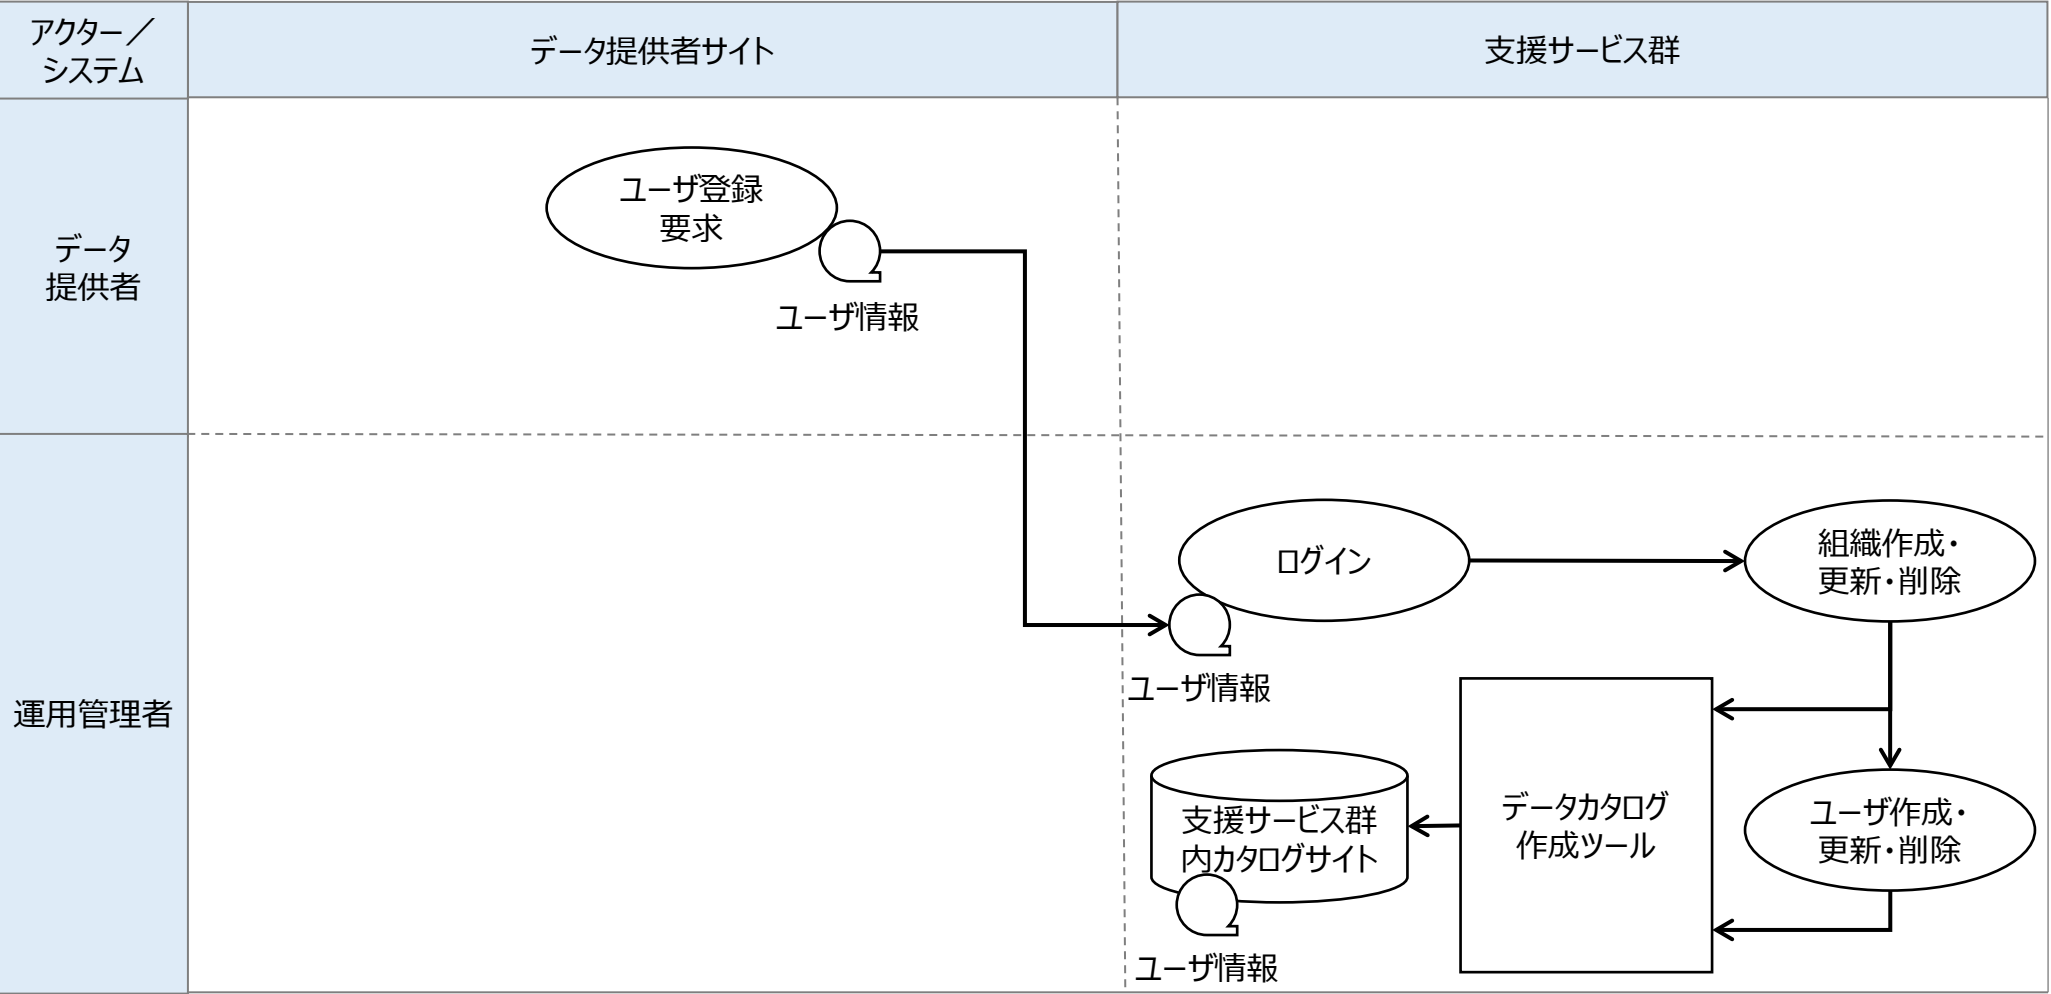 アクター／
システム
データ提供者サイト
支援サービス群
データ
提供者
ユーザ登録
要求
ユーザ情報
運用管理者
ログイン
組織作成・
更新・削除
ユーザ情報
支援サービス群
内カタログサイト
データカタログ
作成ツール
ユーザ作成・
更新・削除
ユーザ情報